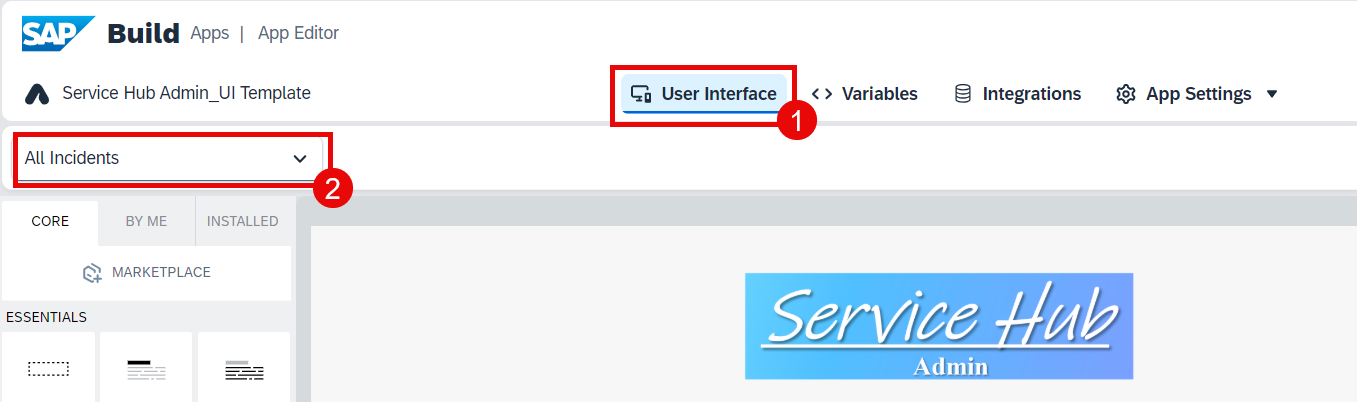 SAP Build Apps | App Editor
Service Hub Admin_UI Template
User Interface
Variables
Integrations
App Settings
1
All Incidents
2
CORE
BY ME
INSTALLED
MARKETPLACE
ESSENTIALS
Service Hub
Admin